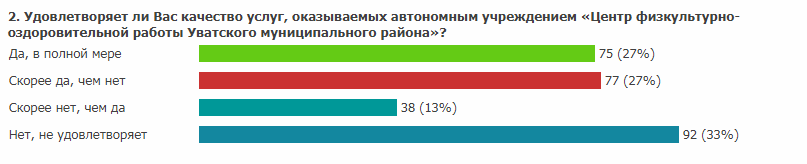 2. Удовлетворяет ли Вас качество услуг, оказываемых автономным учреждением «Центр физкультурно-
оздоровительной работы Уватского муниципального района»?
Да, в полной мере 75 (27%)
Скорее да, чем нет 77 (27%)
Скорее нет, чем да 38 (13%)
Нет, не удовлетворяет 92 (33%)